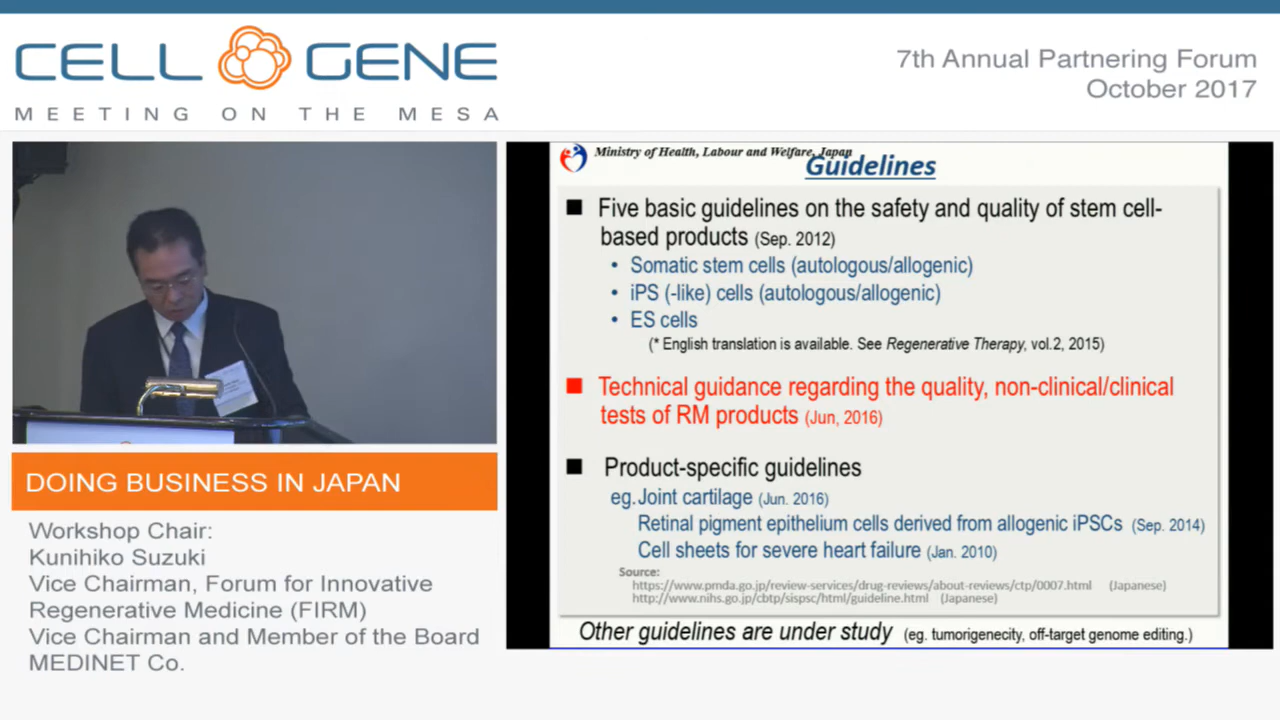 CELL GENE
MEETING ON THE MESA
7th Annual Partnering Forum
October 2017
DOING BUSINESS IN JAPAN
Workshop Chair:
Kunihiko Suzuki
Vice Chairman, Forum for Innovative
Regenerative Medicine (FIRM)
Vice Chairman and Member of the Board
MEDINET Co.
Ministry of Health, Labour and Welfare, Japan
Guidelines
■ Five basic guidelines on the safety and quality of stem cell-
based products (Sep. 2012)
• Somatic stem cells (autologous/allogenic)
• iPS (-like) cells (autologous/allogenic)
• ES cells
(* English translation is available. See Regenerative Therapy, vol.2, 2015)
■ Technical guidance regarding the quality, non-clinical/clinical
tests of RM products (Jun, 2016)
■ Product-specific guidelines
eg. Joint cartilage (Jun. 2016)
Retinal pigment epithelium cells derived from allogenic iPSCs (Sep. 2014)
Cell sheets for severe heart failure (Jan. 2010)
Source:
https://www.pmda.go.jp/review-services/drug-reviews/about-reviews/ctp/0007.html (Japanese)
http://www.nihs.go.jp/cbtp/sispsc/html/guideline.html (Japanese)
Other guidelines are under study (eg. tumorigenecity, off-target genome editing.)